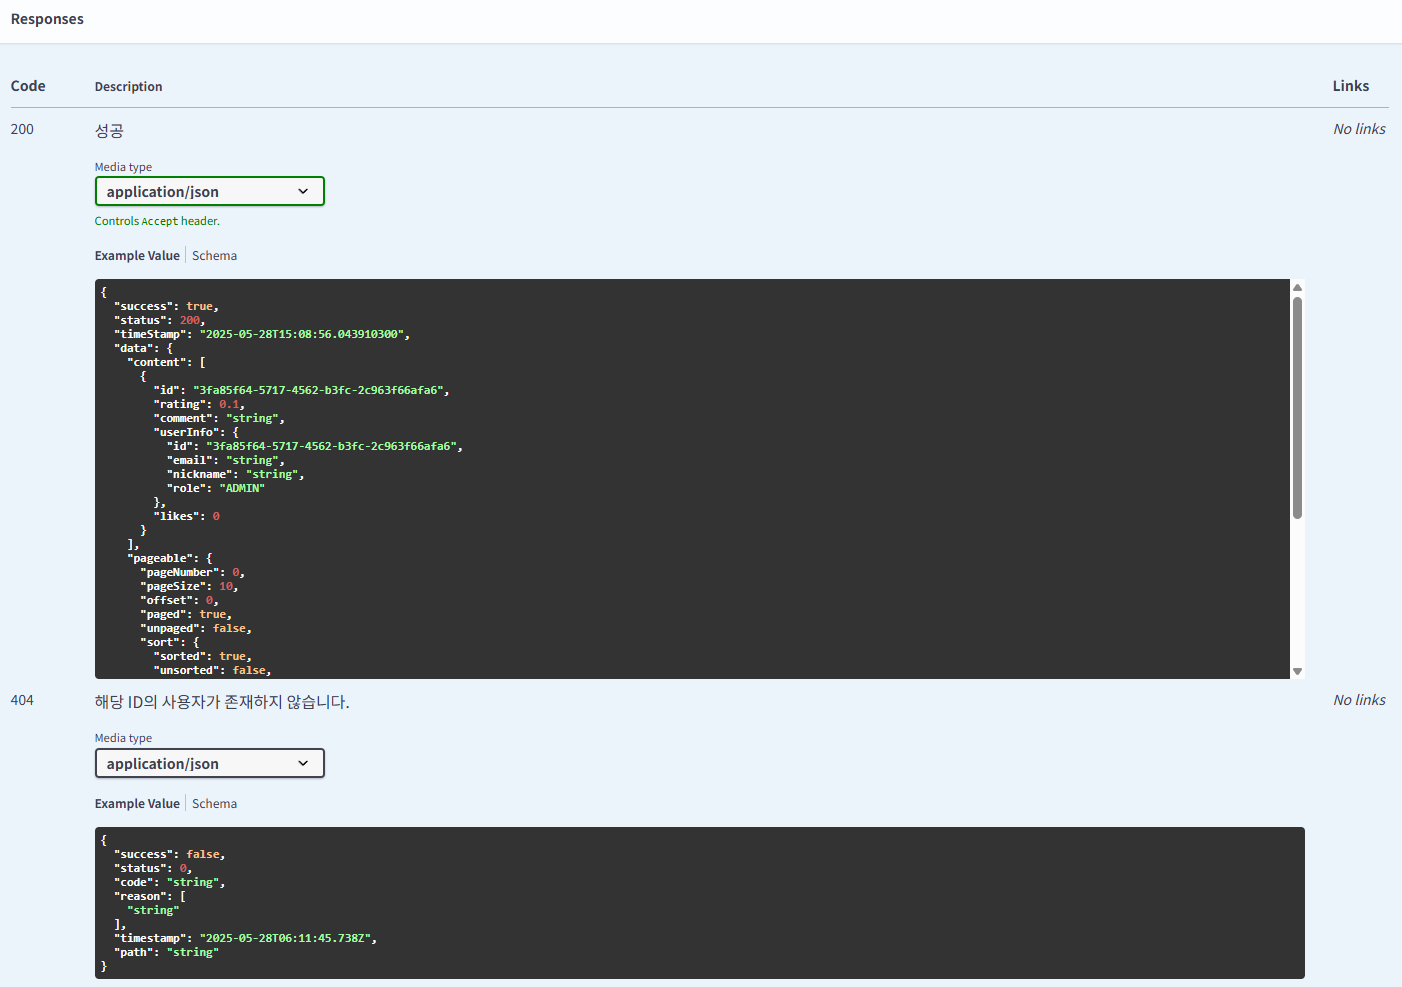 Responses
Code Description Links
200 성공 No links
Media type
application/json
Controls Accept header.
Example Value Schema
{
"success": true,
"status": 200,
"timeStamp": "2025-05-28T15:08:56.043910300",
"data": {
"content": [
{
"id": "3fa85f64-5717-4562-b3fc-2c963f66afa6",
"rating": 0.1,
"comment": "string",
"userInfo": {
"id": "3fa85f64-5717-4562-b3fc-2c963f66afa6",
"email": "string",
"nickname": "string",
"role": "ADMIN"
},
"likes": 0
}
],
"pageable": {
"pageNumber": 0,
"pageSize": 10,
"offset": 0,
"paged": true,
"unpaged": false,
"sort": {
"sorted": true,
"unsorted": false,
404 해당 ID의 사용자가 존재하지 않습니다. No links
Media type
application/json
Example Value Schema
{
"success": false,
"status": 0,
"code": "string",
"reason": [
"string"
],
"timestamp": "2025-05-28T06:11:45.738Z",
"path": "string"
}